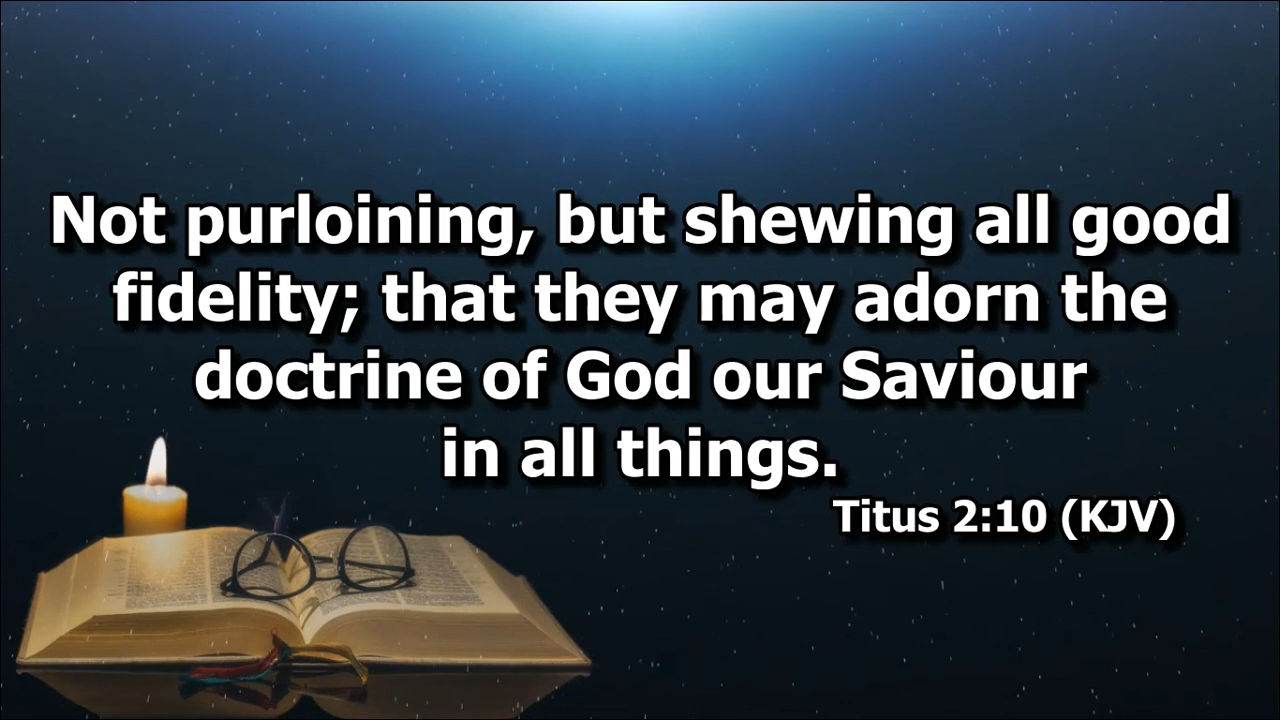 Not purloining, but shewing all good
fidelity; that they may adorn the
doctrine of God our Saviour
in all things.
Titus 2:10 (KJV)